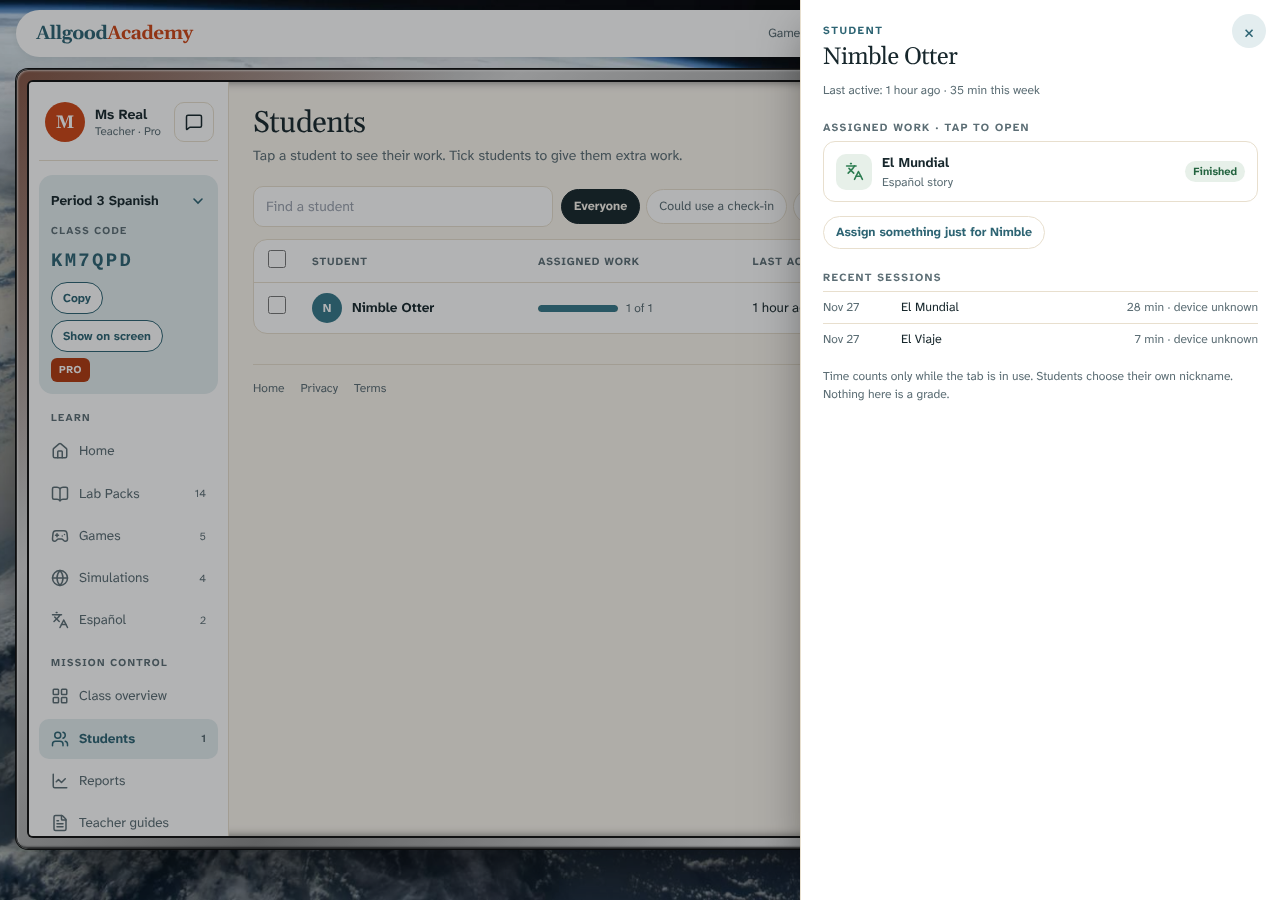 AllgoodAcademy
Game
Ms Real
Teacher · Pro
M
Period 3 Spanish
CLASS CODE
KM7QPD
Copy
Show on screen
PRO
LEARN
Home
Lab Packs 14
Games 5
Simulations 4
Español 2
MISSION CONTROL
Class overview
Students 1
Reports
Teacher guides
Students
Tap a student to see their work. Tick students to give them extra work.
Find a student
Everyone
Could use a check-in
STUDENT ASSIGNED WORK LAST AC
N Nimble Otter 1 of 1 1 hour a
Home Privacy Terms
STUDENT
×
Nimble Otter
Last active: 1 hour ago · 35 min this week
ASSIGNED WORK · TAP TO OPEN
El Mundial
Español story
Finished
Assign something just for Nimble
RECENT SESSIONS
Nov 27 El Mundial 28 min · device unknown
Nov 27 El Viaje 7 min · device unknown
Time counts only while the tab is in use. Students choose their own nickname.
Nothing here is a grade.